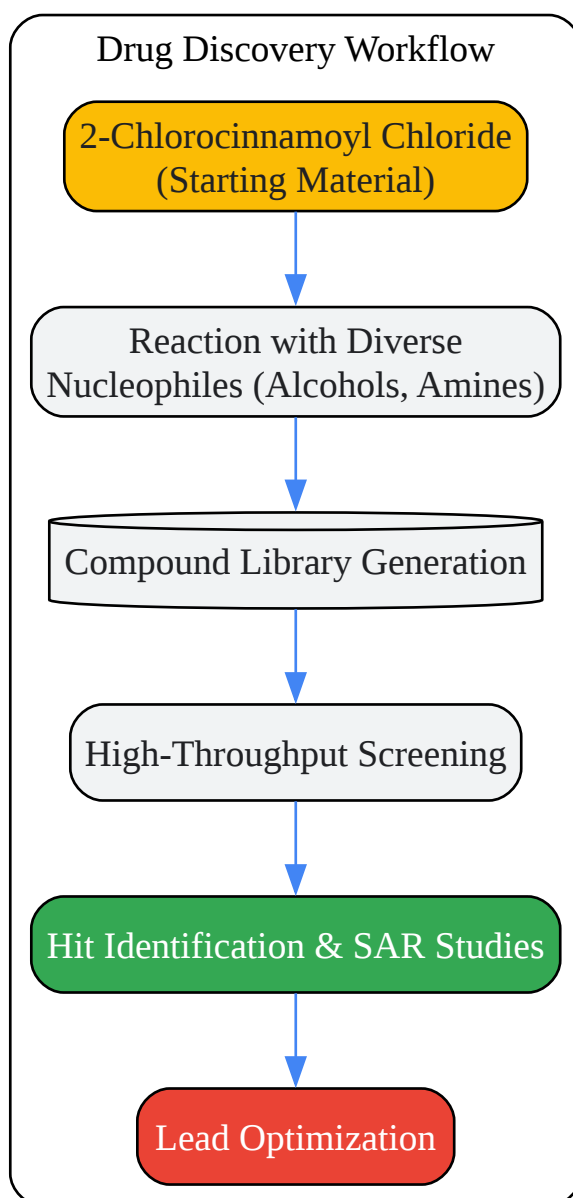 Drug Discovery Workflow
2-Chlorocinnamoyl Chloride
(Starting Material)
Reaction with Diverse
Nucleophiles (Alcohols, Amines)
Compound Library Generation
High-Throughput Screening
Hit Identification & SAR Studies
Lead Optimization